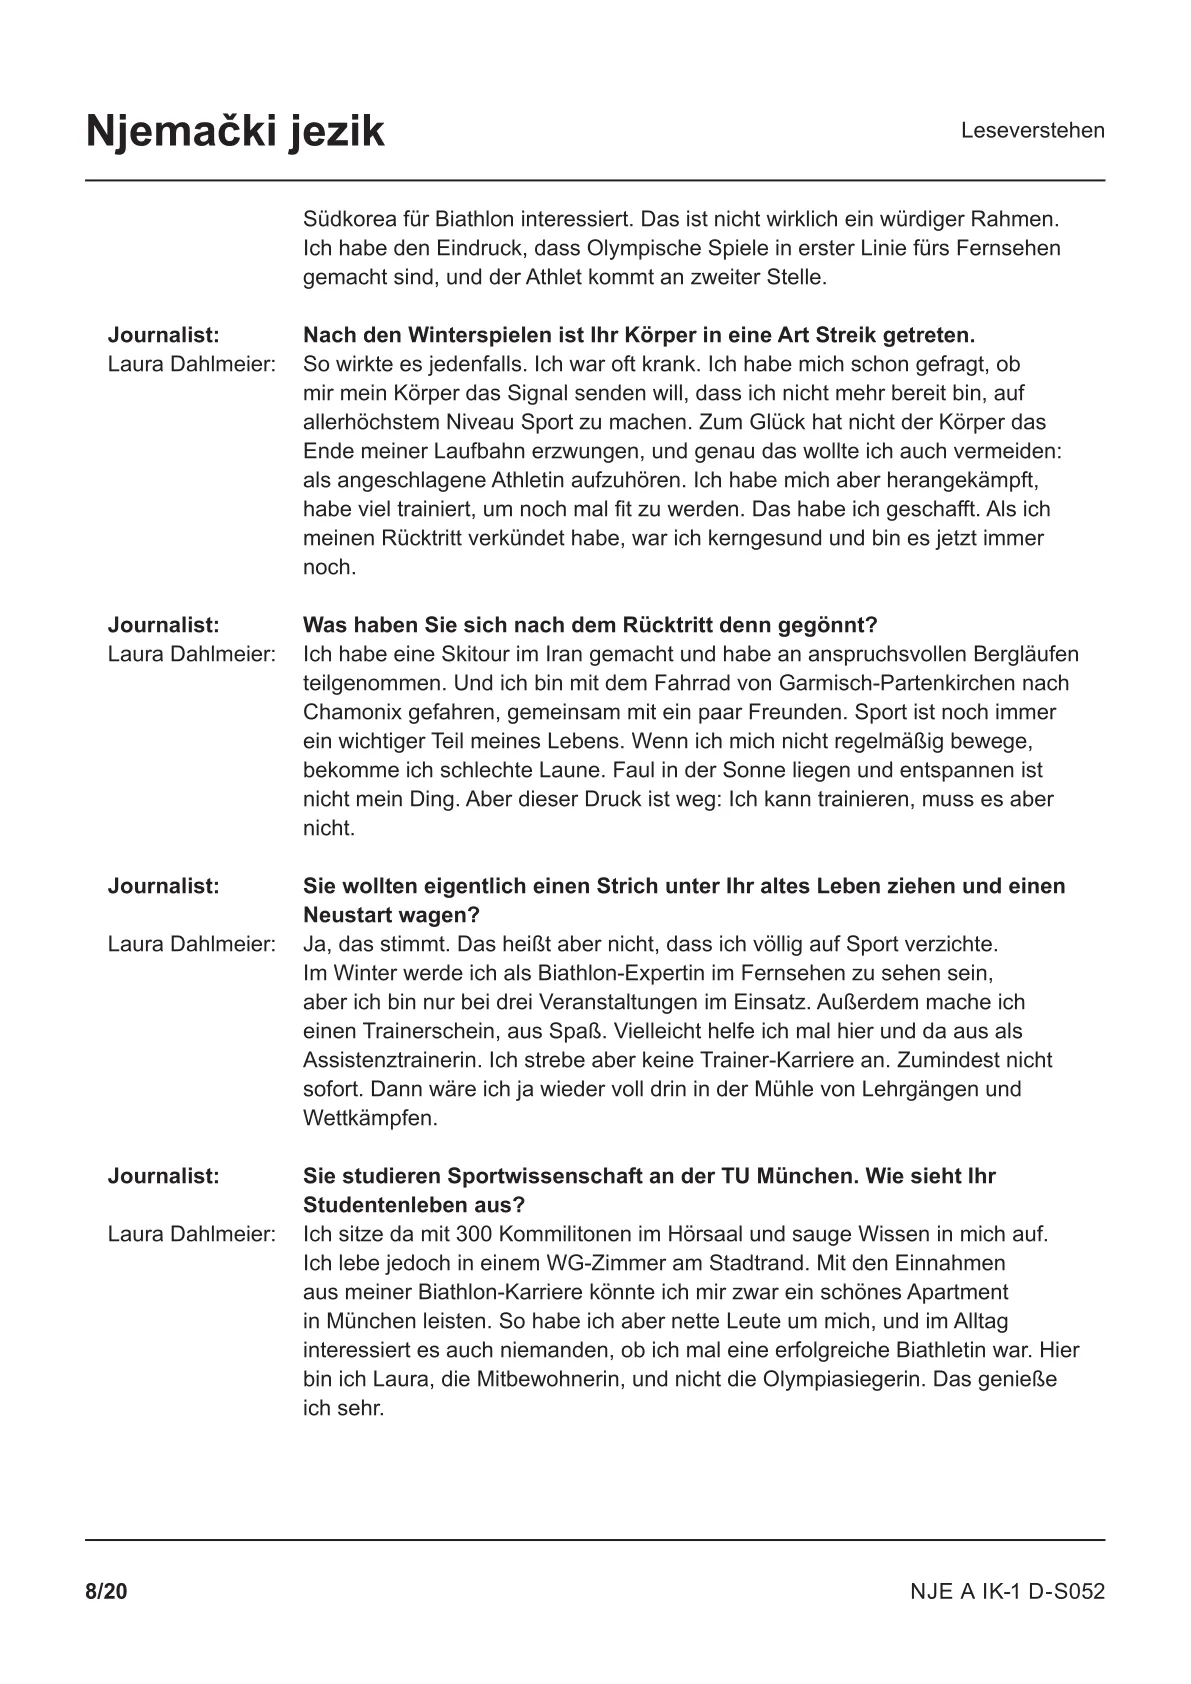 Njemački jezik
Leseverstehen
Südkorea für Biathlon interessiert. Das ist nicht wirklich ein würdiger Rahmen.
Ich habe den Eindruck, dass Olympische Spiele in erster Linie fürs Fernsehen
gemacht sind, und der Athlet kommt an zweiter Stelle.
Journalist: Nach den Winterspielen ist Ihr Körper in eine Art Streik getreten.
Laura Dahlmeier: So wirkte es jedenfalls. Ich war oft krank. Ich habe mich schon gefragt, ob
mir mein Körper das Signal senden will, dass ich nicht mehr bereit bin, auf
allerhöchstem Niveau Sport zu machen. Zum Glück hat nicht der Körper das
Ende meiner Laufbahn erzwungen, und genau das wollte ich auch vermeiden:
als angeschlagene Athletin aufzuhören. Ich habe mich aber herangekämpft,
habe viel trainiert, um noch mal fit zu werden. Das habe ich geschafft. Als ich
meinen Rücktritt verkündet habe, war ich kerngesund und bin es jetzt immer
noch.
Journalist: Was haben Sie sich nach dem Rücktritt denn gegönnt?
Laura Dahlmeier: Ich habe eine Skitour im Iran gemacht und habe an anspruchsvollen Bergläufen
teilgenommen. Und ich bin mit dem Fahrrad von Garmisch-Partenkirchen nach
Chamonix gefahren, gemeinsam mit ein paar Freunden. Sport ist noch immer
ein wichtiger Teil meines Lebens. Wenn ich mich nicht regelmäßig bewege,
bekomme ich schlechte Laune. Faul in der Sonne liegen und entspannen ist
nicht mein Ding. Aber dieser Druck ist weg: Ich kann trainieren, muss es aber
nicht.
Journalist: Sie wollten eigentlich einen Strich unter Ihr altes Leben ziehen und einen
Neustart wagen?
Laura Dahlmeier: Ja, das stimmt. Das heißt aber nicht, dass ich völlig auf Sport verzichte.
Im Winter werde ich als Biathlon-Expertin im Fernsehen zu sehen sein,
aber ich bin nur bei drei Veranstaltungen im Einsatz. Außerdem mache ich
einen Trainerschein, aus Spaß. Vielleicht helfe ich mal hier und da aus als
Assistenztrainerin. Ich strebe aber keine Trainer-Karriere an. Zumindest nicht
sofort. Dann wäre ich ja wieder voll drin in der Mühle von Lehrgängen und
Wettkämpfen.
Journalist: Sie studieren Sportwissenschaft an der TU München. Wie sieht Ihr
Studentenleben aus?
Laura Dahlmeier: Ich sitze da mit 300 Kommilitonen im Hörsaal und sauge Wissen in mich auf.
Ich lebe jedoch in einem WG-Zimmer am Stadtrand. Mit den Einnahmen
aus meiner Biathlon-Karriere könnte ich mir zwar ein schönes Apartment
in München leisten. So habe ich aber nette Leute um mich, und im Alltag
interessiert es auch niemanden, ob ich mal eine erfolgreiche Biathletin war. Hier
bin ich Laura, die Mitbewohnerin, und nicht die Olympiasiegerin. Das genieße
ich sehr.
8/20
NJE A IK-1 D-S052